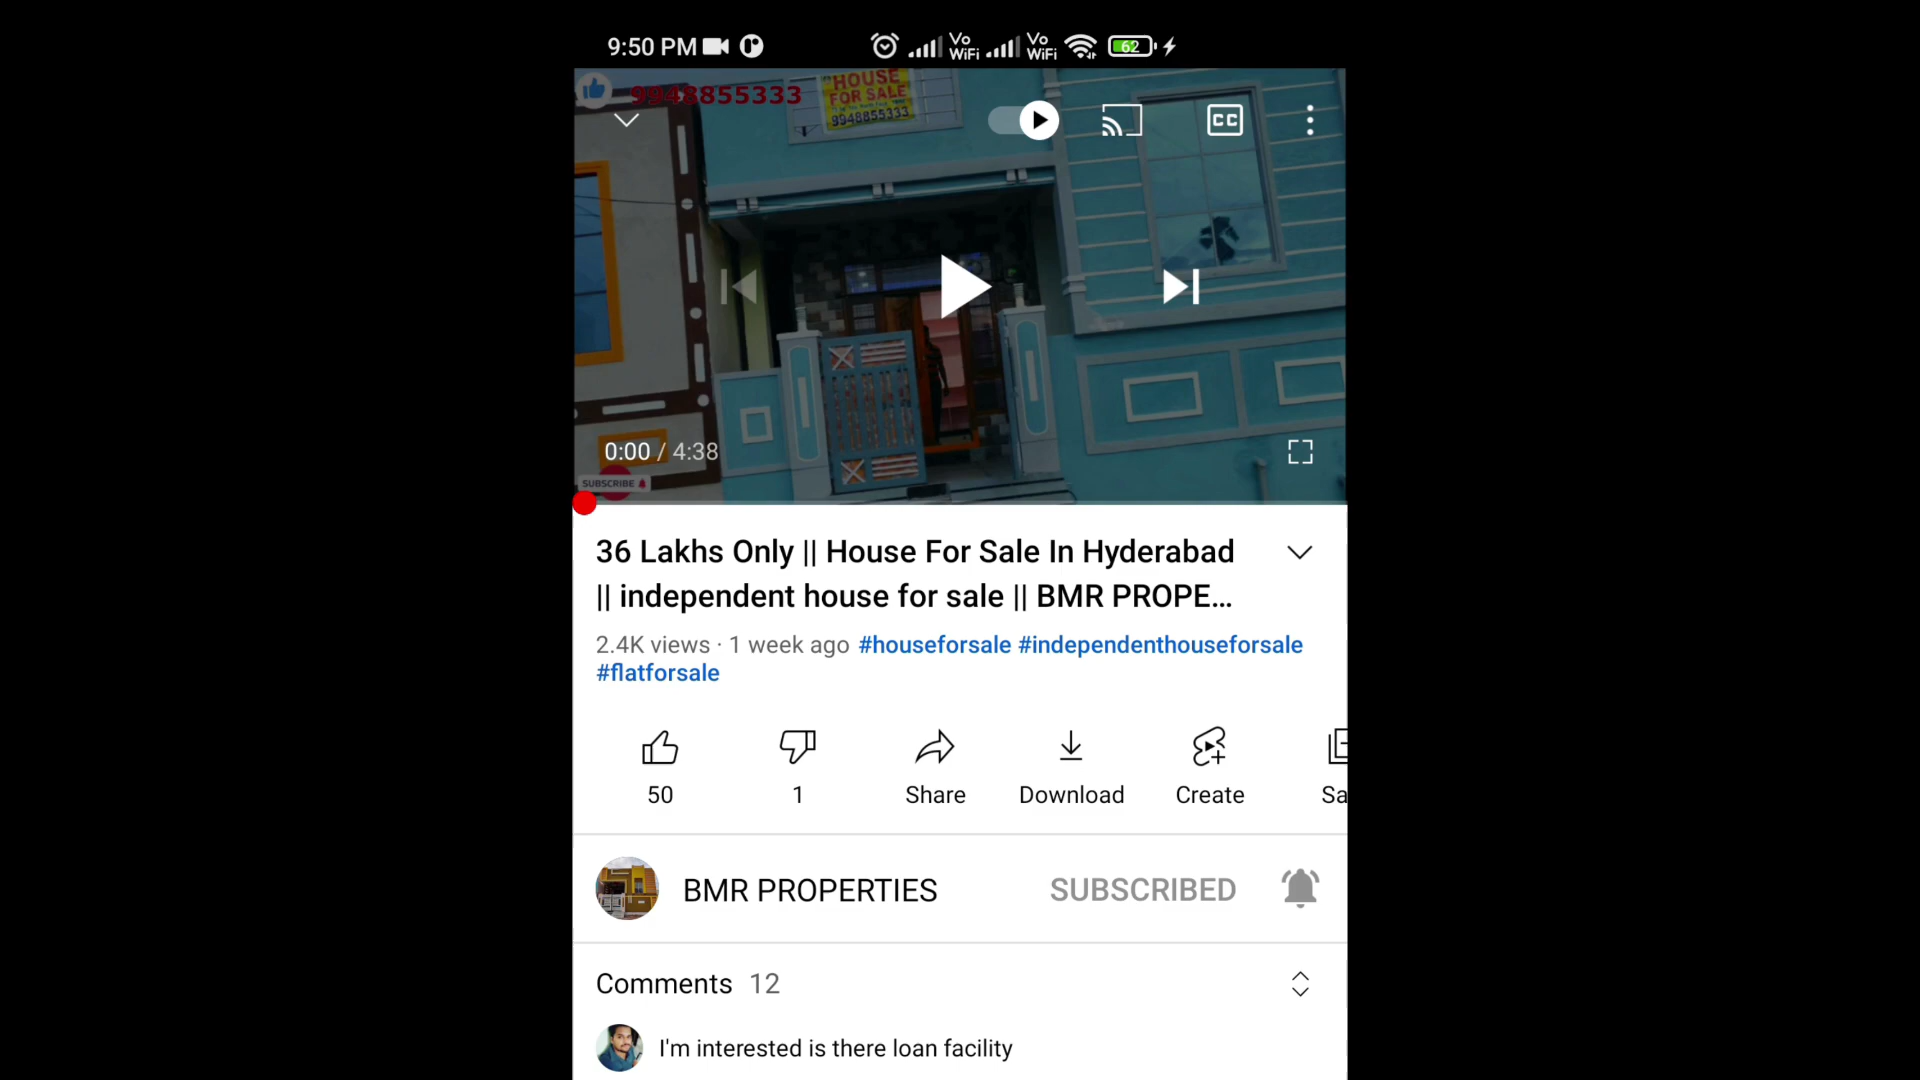 9:50 PM
Vo
WiFi
Vo
WiFi
62
9948855333
HOUSE
FOR SALE
9948855333
CC
0:00 / 4:38
SUBSCRIBE
36 Lakhs Only || House For Sale In Hyderabad
|| independent house for sale || BMR PROPE...
2.4K views · 1 week ago #houseforsale #independenthouseforsale
#flatforsale
50
1
Share
Download
Create
Sa
BMR PROPERTIES
SUBSCRIBED
Comments 12
I'm interested is there loan facility